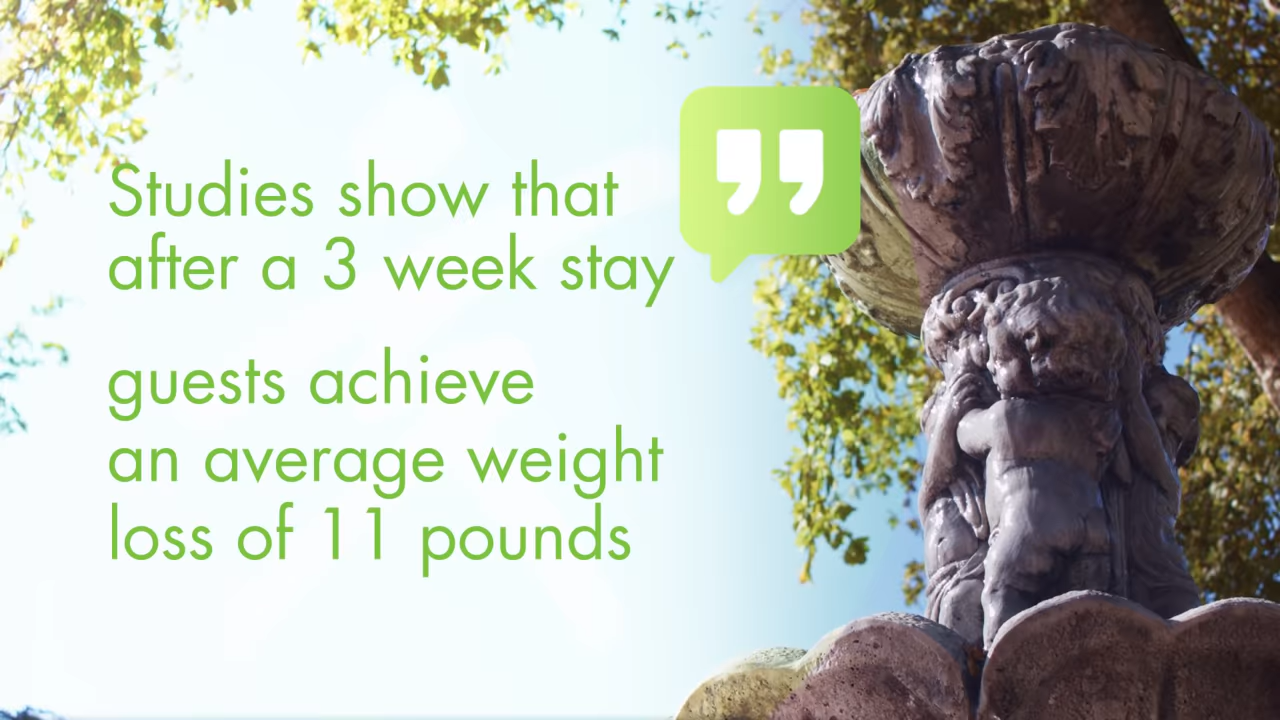 Studies show that
after a 3 week stay
guests achieve
an average weight
loss of 11 pounds